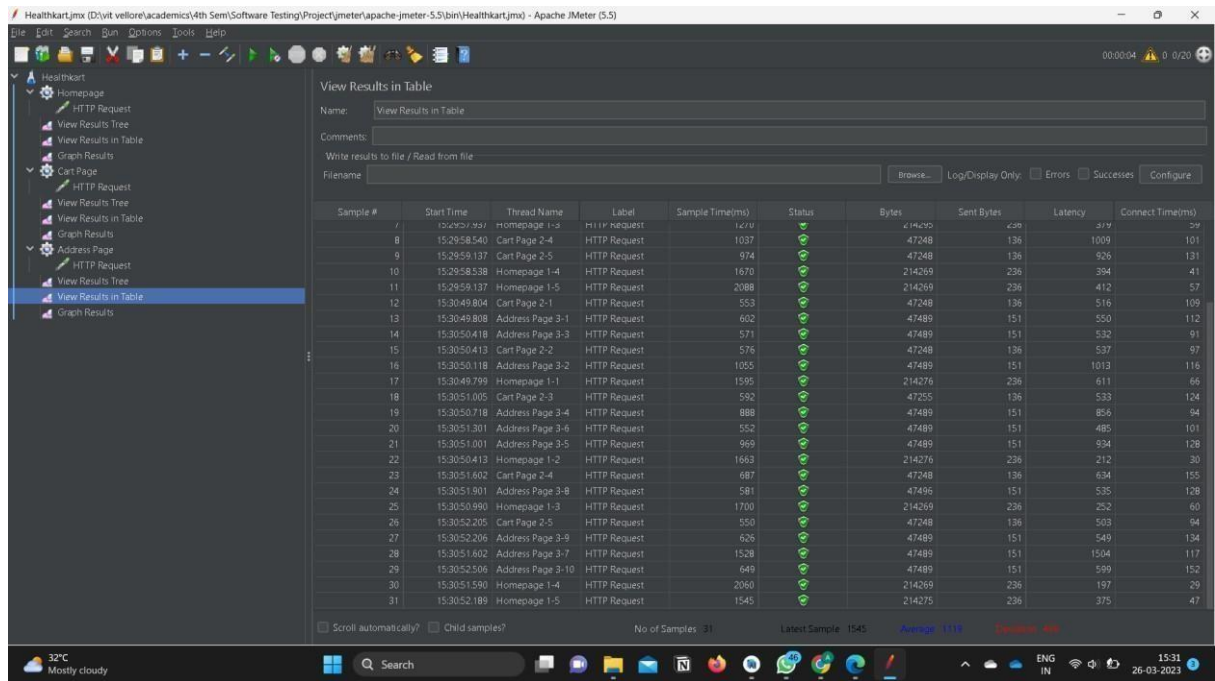 Healthkart.jmx (D:\vit vellore\academics\4th Sem\Software Testing\Project\jmeter\apache-jmeter-5.5\bin\Healthkart.jmx) - Apache JMeter (5.5)
File Edit Search Run Options Tools Help
00:00:04 0 0/20
Healthkart
Homepage
HTTP Request
View Results Tree
View Results in Table
Graph Results
Cart Page
HTTP Request
View Results Tree
View Results in Table
Graph Results
Address Page
HTTP Request
View Results Tree
View Results in Table
Graph Results
View Results in Table
Name: View Results in Table
Comments:
Write results to file / Read from file
Filename Browse... Log/Display Only: Errors Successes Configure
Sample # Start Time Thread Name Label Sample Time(ms) Status Bytes Sent Bytes Latency Connect Time(ms)
7 15:29:57.937 Homepage 1-3 HTTP Request 1270 214295 236 379 59
8 15:29:58.540 Cart Page 2-4 HTTP Request 1037 47248 136 1009 101
9 15:29:59.137 Cart Page 2-5 HTTP Request 974 47248 136 926 131
10 15:29:58.538 Homepage 1-4 HTTP Request 1670 214269 236 394 41
11 15:29:59.137 Homepage 1-5 HTTP Request 2088 214269 236 412 57
12 15:30:49.804 Cart Page 2-1 HTTP Request 553 47248 136 516 109
13 15:30:49.808 Address Page 3-1 HTTP Request 602 47489 151 550 112
14 15:30:50.418 Address Page 3-3 HTTP Request 571 47489 151 532 91
15 15:30:50.413 Cart Page 2-2 HTTP Request 576 47248 136 537 97
16 15:30:50.118 Address Page 3-2 HTTP Request 1055 47489 151 1013 116
17 15:30:49.799 Homepage 1-1 HTTP Request 1595 214276 236 611 66
18 15:30:51.005 Cart Page 2-3 HTTP Request 592 47255 136 533 124
19 15:30:50.718 Address Page 3-4 HTTP Request 888 47489 151 856 94
20 15:30:51.301 Address Page 3-6 HTTP Request 552 47489 151 485 101
21 15:30:51.001 Address Page 3-5 HTTP Request 969 47489 151 934 128
22 15:30:50.413 Homepage 1-2 HTTP Request 1663 214276 236 212 30
23 15:30:51.602 Cart Page 2-4 HTTP Request 687 47248 136 634 155
24 15:30:51.901 Address Page 3-8 HTTP Request 581 47496 151 535 128
25 15:30:50.990 Homepage 1-3 HTTP Request 1700 214269 236 252 60
26 15:30:52.205 Cart Page 2-5 HTTP Request 550 47248 136 503 94
27 15:30:52.206 Address Page 3-9 HTTP Request 626 47489 151 549 134
28 15:30:51.602 Address Page 3-7 HTTP Request 1528 47489 151 1504 117
29 15:30:52.506 Address Page 3-10 HTTP Request 649 47489 151 599 152
30 15:30:51.590 Homepage 1-4 HTTP Request 2060 214269 236 197 29
31 15:30:52.189 Homepage 1-5 HTTP Request 1545 214275 236 375 47
Scroll automatically? Child samples? No of Samples 31 Latest Sample 1545 Average
32°C
Mostly cloudy
Search
46
ENG
IN
15:31
26-03-2023
3